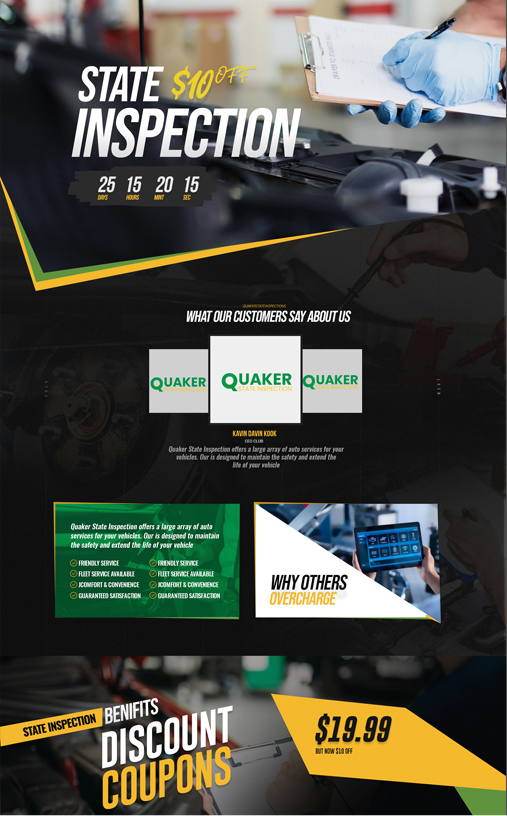 STATE $10 OFF
INSPECTION
25 15 20 15
DAYS HOURS MINT SEC
QUAKERSTATEINSPECTIONS
WHAT OUR CUSTOMERS SAY ABOUT US
QUAKER QUAKER QUAKER
STATE INSPECTION
KAVIN DAVIN KOOK
CEO CLUB
Quaker State Inspection offers a large array of auto services for your
vehicles. Our is designed to maintain the safety and extend the
life of your vehicle
Quaker State Inspection offers a large array of auto
services for your vehicles. Our is designed to maintain
the safety and extend the life of your vehicle
FRIENDLY SERVICE FRIENDLY SERVICE
FLEET SERVICE AVAILABLE FLEET SERVICE AVAILABLE
JCOMFORT & CONVENIENCE JCOMFORT & CONVENIENCE
GUARANTEED SATISFACTION GUARANTEED SATISFACTION
WHY OTHERS
OVERCHARGE
STATE INSPECTION BENIFITS
DISCOUNT
COUPONS
$19.99
BUT NOW $10 OFF